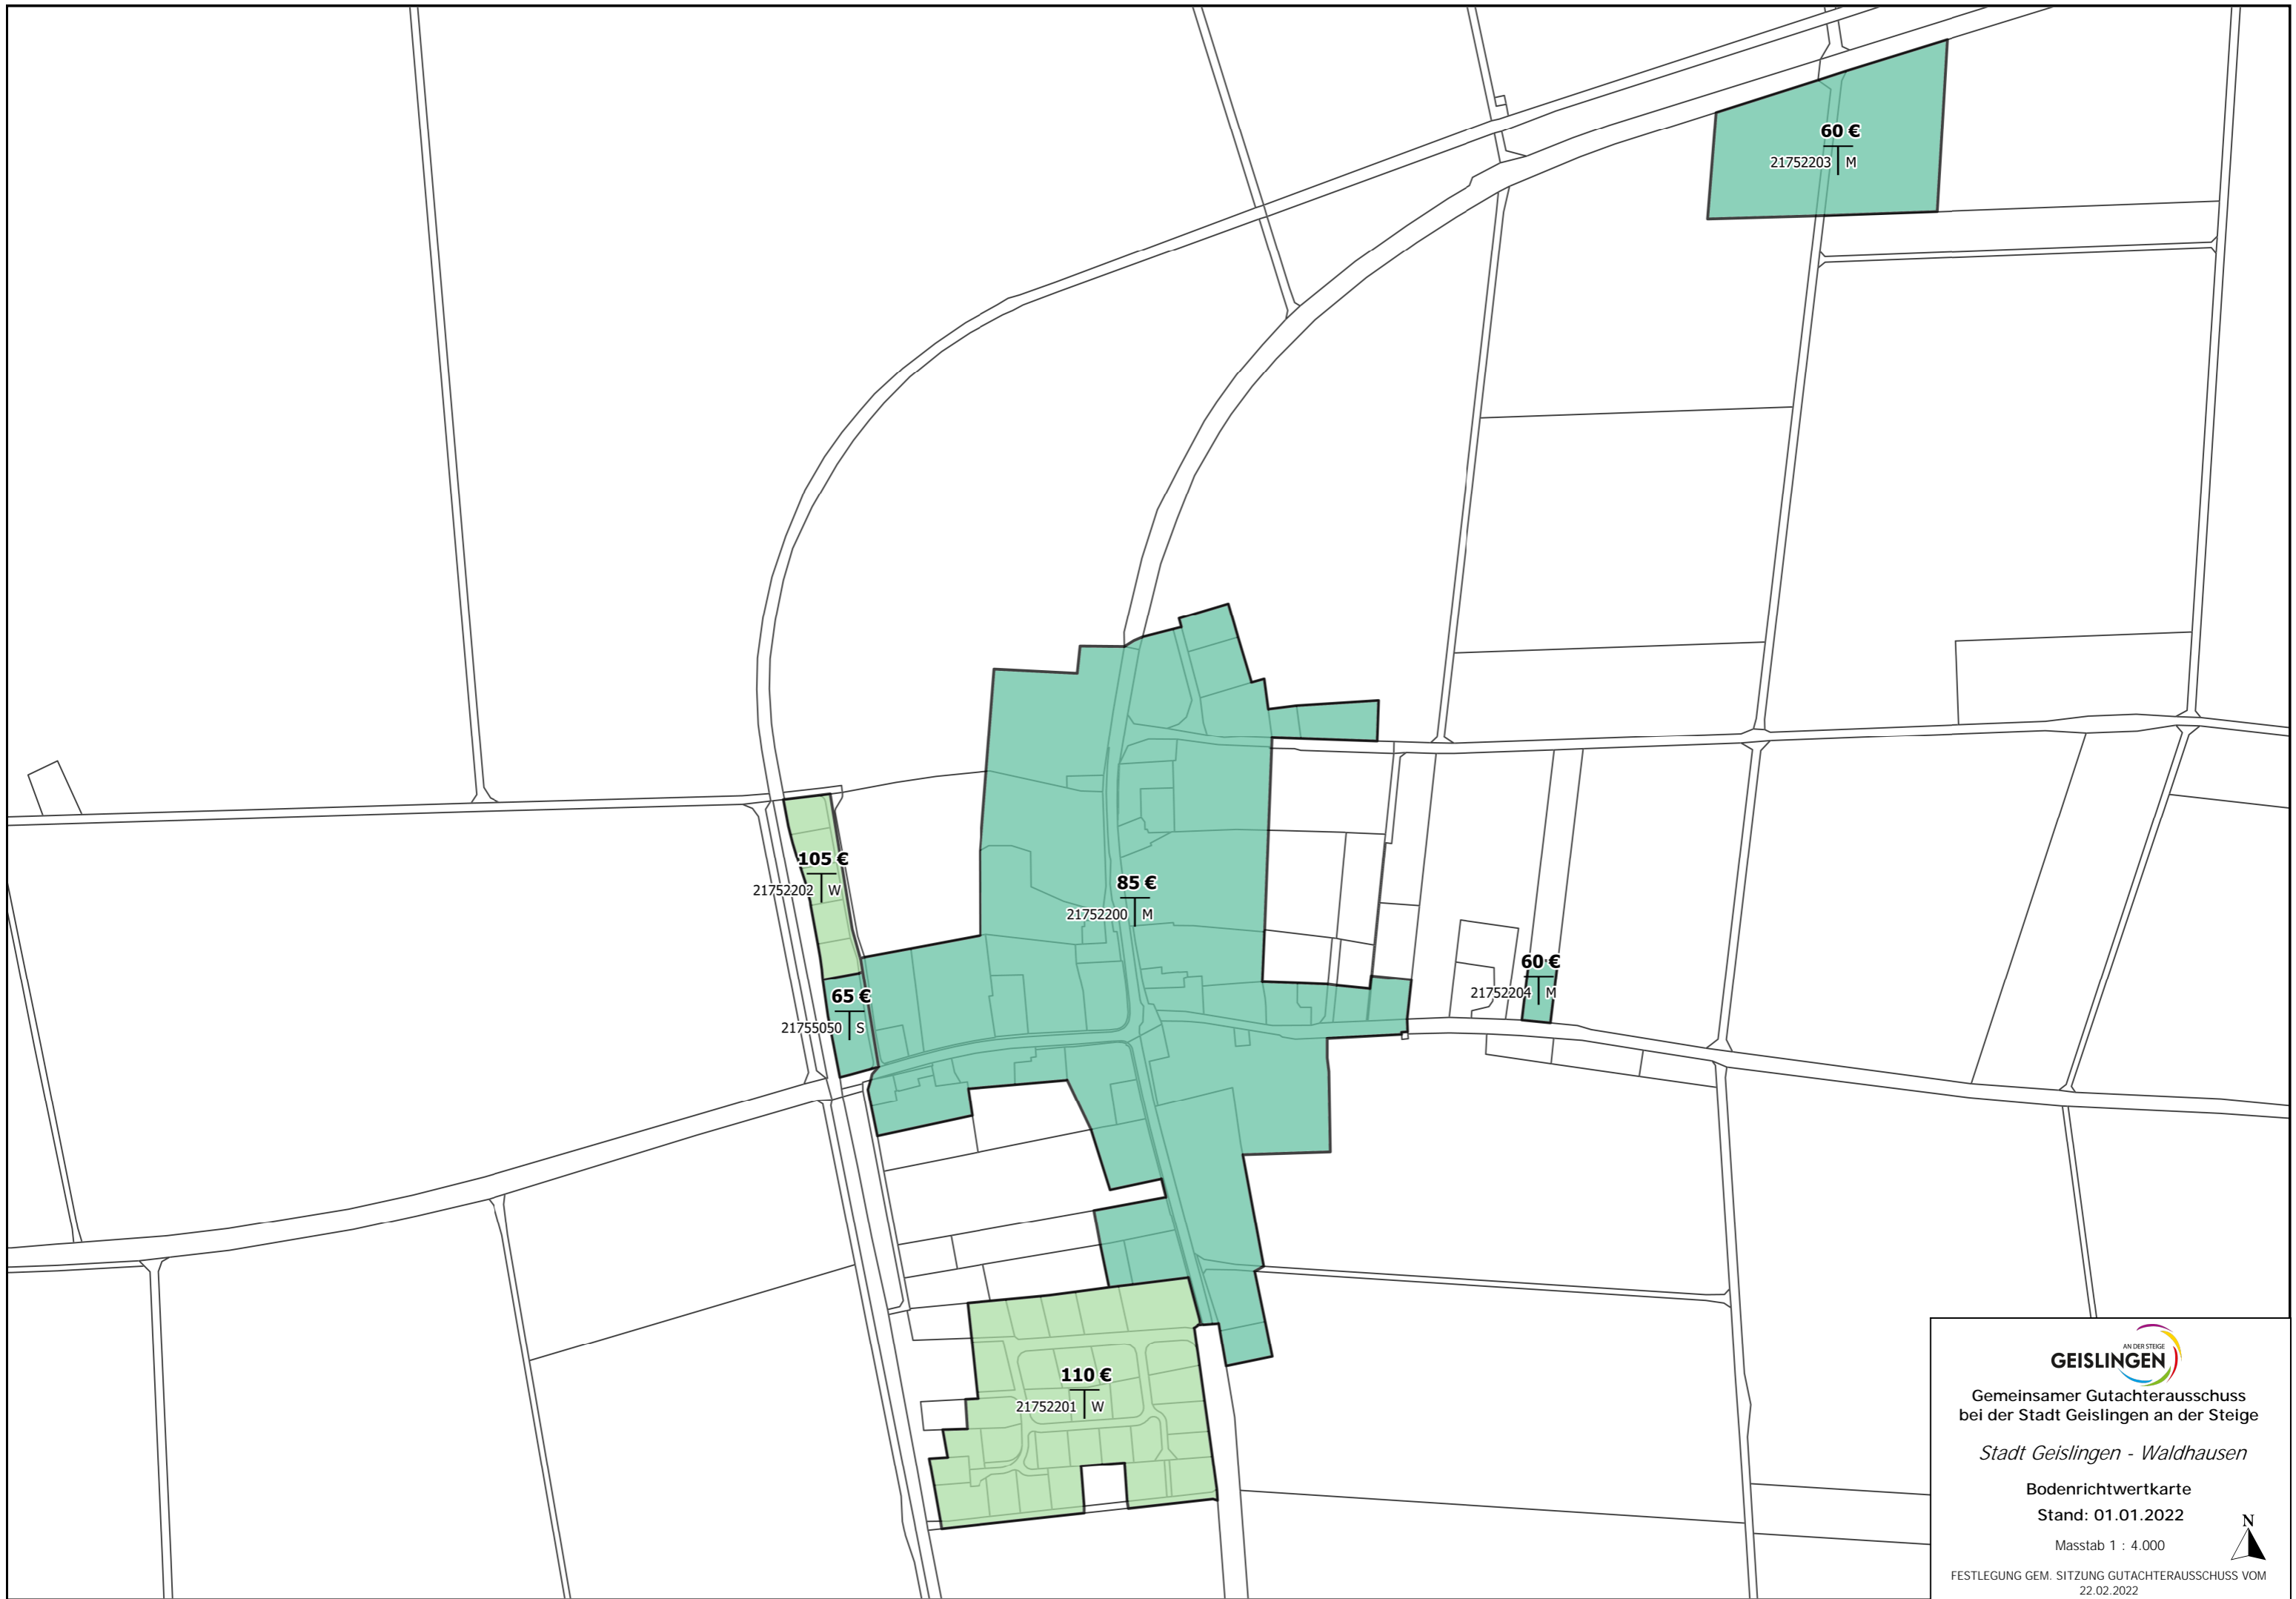 60 €
21752203 M
105 €
21752202 W
85 €
21752200 M
60 €
21752204 M
65 €
21755050 S
110 €
21752201 W
AN DER STEIGE
GEISLINGEN
Gemeinsamer Gutachterausschuss
bei der Stadt Geislingen an der Steige
Stadt Geislingen - Waldhausen
Bodenrichtwertkarte
Stand: 01.01.2022
N
Masstab 1 : 4.000
FESTLEGUNG GEM. SITZUNG GUTACHTERAUSSCHUSS VOM
22.02.2022